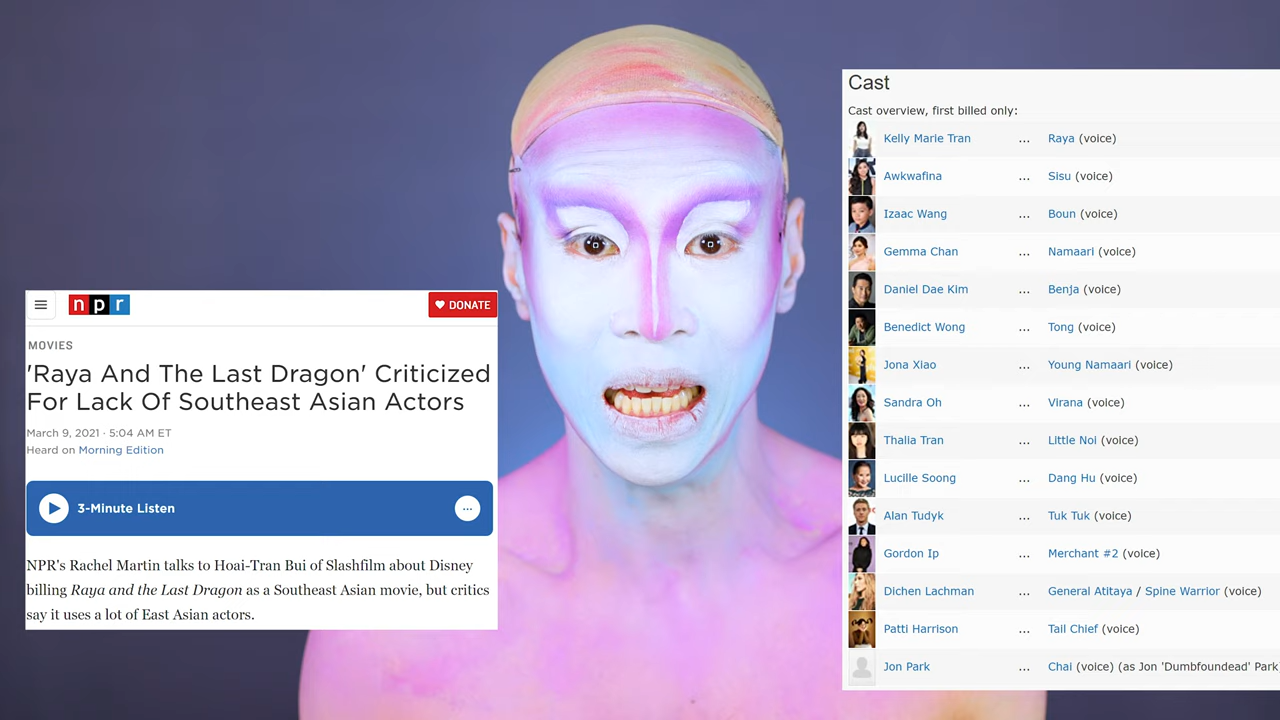 npr
DONATE
MOVIES
'Raya And The Last Dragon' Criticized
For Lack Of Southeast Asian Actors
March 9, 2021 · 5:04 AM ET
Heard on Morning Edition
3-Minute Listen
NPR's Rachel Martin talks to Hoai-Tran Bui of Slashfilm about Disney
billing Raya and the Last Dragon as a Southeast Asian movie, but critics
say it uses a lot of East Asian actors.
Cast
Cast overview, first billed only:
Kelly Marie Tran ... Raya (voice)
Awkwafina ... Sisu (voice)
Izaac Wang ... Boun (voice)
Gemma Chan ... Namaari (voice)
Daniel Dae Kim ... Benja (voice)
Benedict Wong ... Tong (voice)
Jona Xiao ... Young Namaari (voice)
Sandra Oh ... Virana (voice)
Thalia Tran ... Little Noi (voice)
Lucille Soong ... Dang Hu (voice)
Alan Tudyk ... Tuk Tuk (voice)
Gordon Ip ... Merchant #2 (voice)
Dichen Lachman ... General Atitaya / Spine Warrior (voice)
Patti Harrison ... Tail Chief (voice)
Jon Park ... Chai (voice) (as Jon 'Dumbfoundead' Park